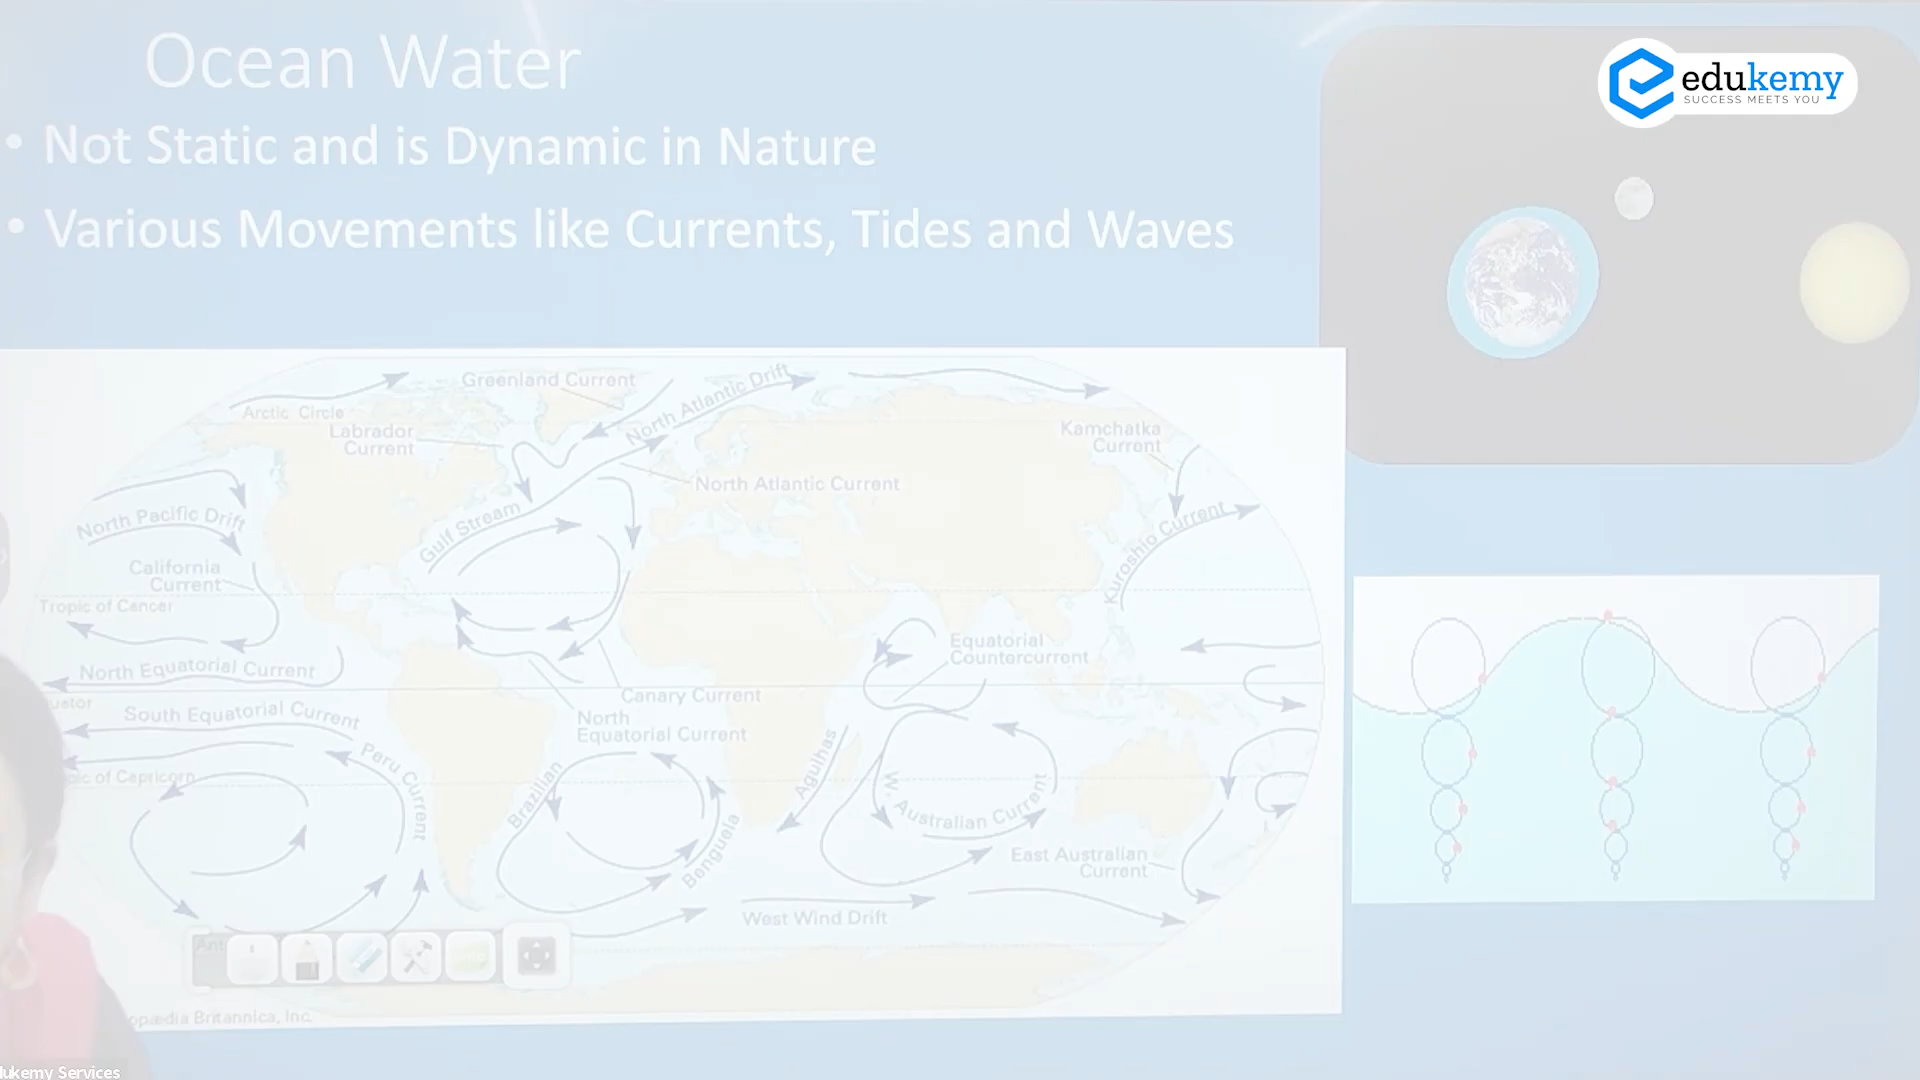 Ocean Water
edukemy
SUCCESS MEETS YOU
• Not Static and is Dynamic in Nature
• Various Movements like Currents, Tides and Waves
Greenland Current
North Atlantic Drift
Arctic Circle
Labrador
Current
Kamchatka
Current
North Atlantic Current
North Pacific Drift
Gulf Stream
Kuroshio Current
California
Current
Tropic of Cancer
Equatorial
Countercurrent
North Equatorial Current
Canary Current
uator
South Equatorial Current
North
Equatorial Current
Peru Current
Agulhas
pic of Capricorn
Brazilian
W. Australian Current
Benguela
East Australian
Current
West Wind Drift
Ant
opædia Britannica, Inc.
dukemy Services